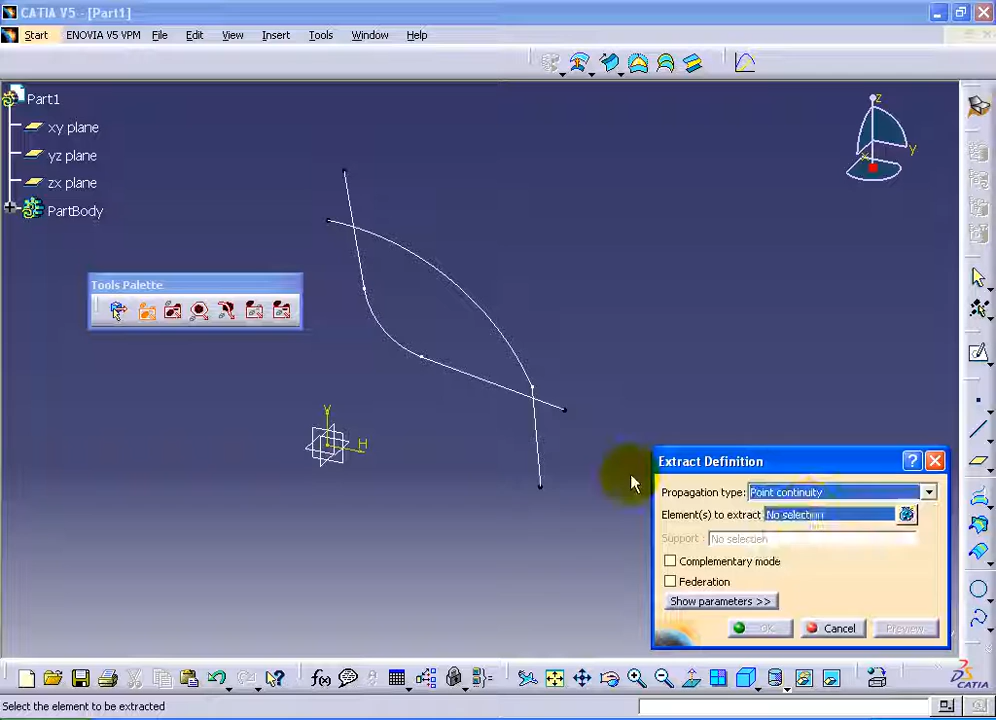 CATIA V5 - [Part1]
Start ENOVIA V5 VPM File Edit View Insert Tools Window Help
Part1
xy plane
yz plane
zx plane
PartBody
z
y
x
Tools Palette
V
H
Extract Definition
Propagation type: Point continuity
Element(s) to extract No selection
Support : No selection
Complementary mode
Federation
Show parameters >>
OK Cancel Preview
f(x)
CATIA
Select the element to be extracted